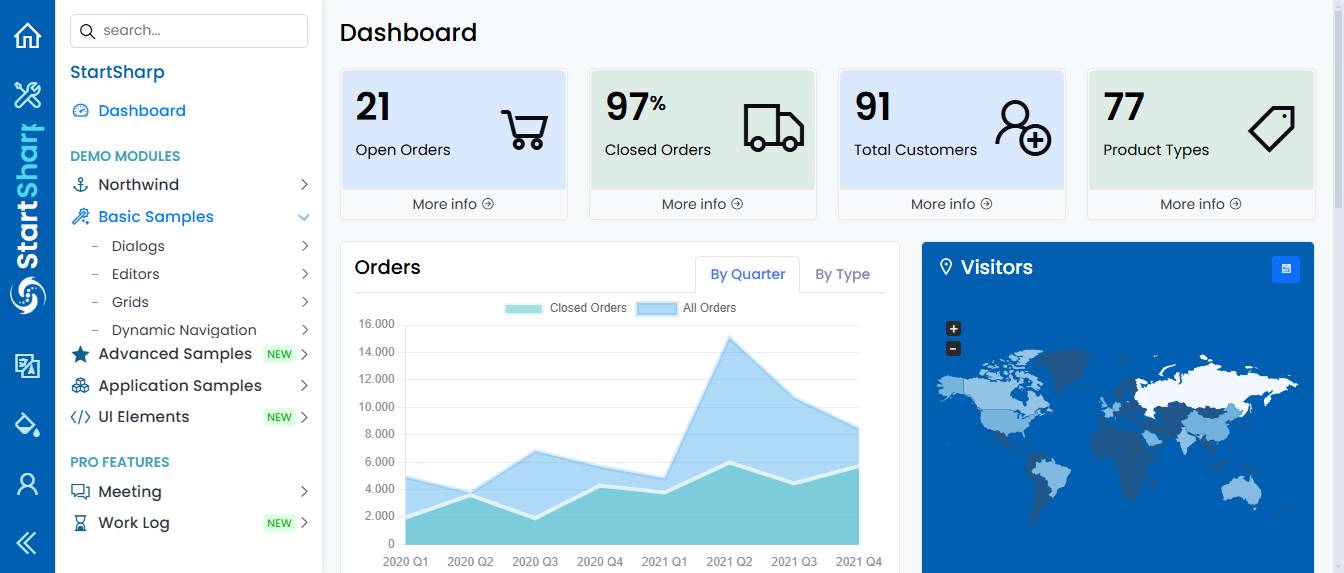 StartSharp
search...
StartSharp
Dashboard
DEMO MODULES
Northwind
Basic Samples
Dialogs
Editors
Grids
Dynamic Navigation
Advanced Samples NEW
Application Samples
UI Elements NEW
PRO FEATURES
Meeting
Work Log NEW
Dashboard
21
Open Orders
More info
97%
Closed Orders
More info
91
Total Customers
More info
77
Product Types
More info
Orders
By Quarter
By Type
Closed Orders
All Orders
16.000
14.000
12.000
10.000
8.000
6.000
4.000
2.000
0
2020 Q1 2020 Q2 2020 Q3 2020 Q4 2021 Q1 2021 Q2 2021 Q3 2021 Q4
Visitors
+
−